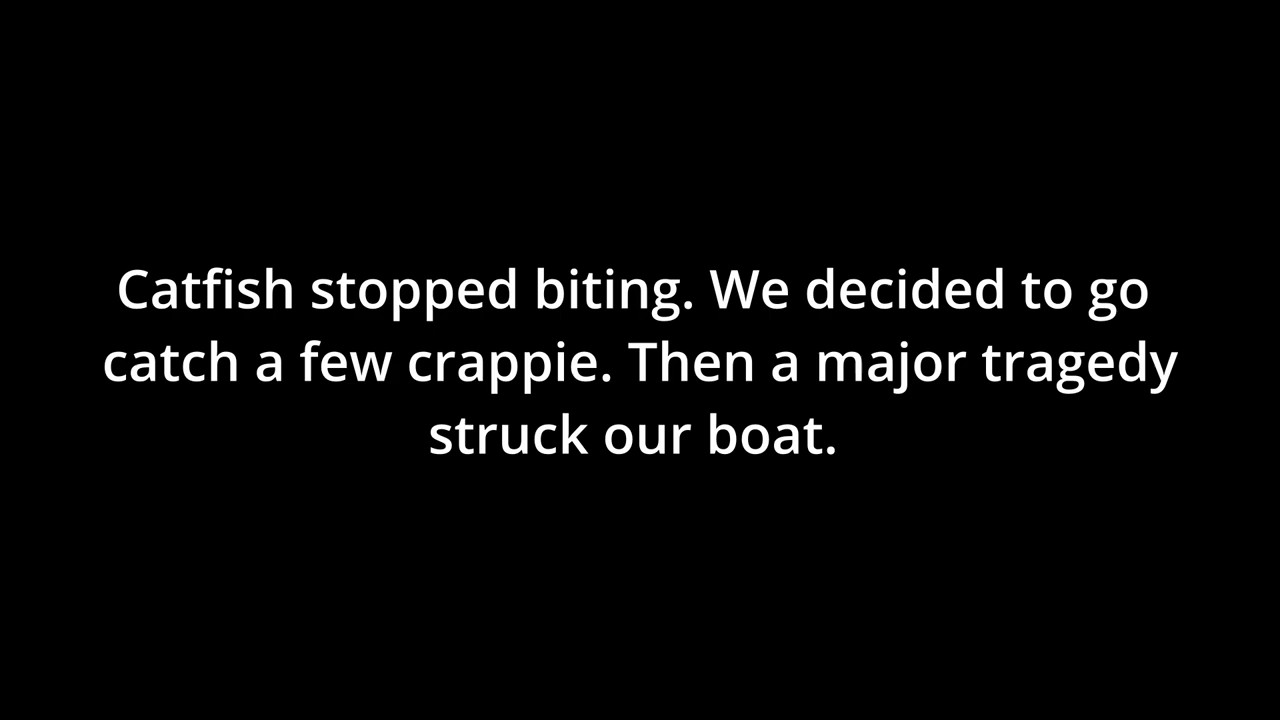 Catfish stopped biting. We decided to go
catch a few crappie. Then a major tragedy
struck our boat.